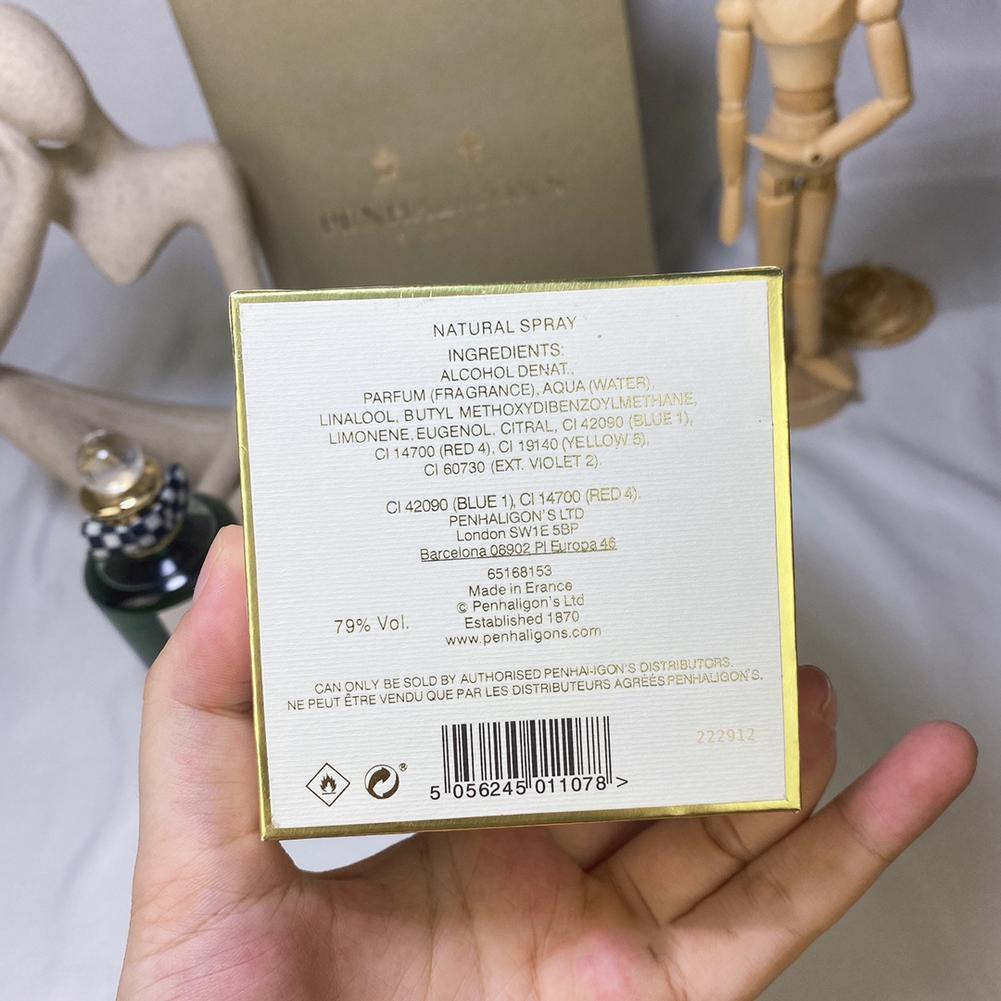 NATURAL SPRAY
INGREDIENTS:
ALCOHOL DENAT.,
PARFUM (FRAGRANCE), AQUA (WATER),
LINALOOL, BUTYL METHOXYDIBENZOYLMETHANE,
LIMONENE, EUGENOL, CITRAL, CI 42090 (BLUE 1),
CI 14700 (RED 4), CI 19140 (YELLOW 5),
CI 60730 (EXT. VIOLET 2).
CI 42090 (BLUE 1), CI 14700 (RED 4).
PENHALIGON'S LTD
London SW1E 5BP
Barcelona 08902 Pl Europa 46
65168153
Made in Erance
© Penhaligon's Ltd
79% Vol.
Established 1870
www.penhaligons.com
CAN ONLY BE SOLD BY AUTHORISED PENHAI-IGON'S DISTRIBUTORS.
NE PEUT ÊTRE VENDU QUE PAR LES DISTRIBUTEURS AGRÉÉS PENHALIGON'S.
222912
®
5 056245 011078 >